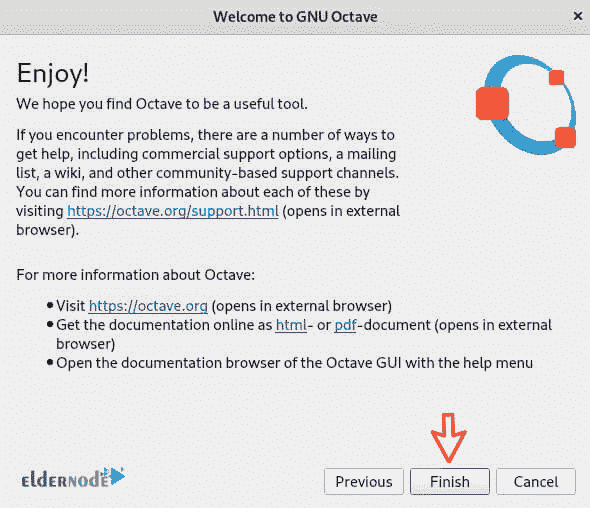 Welcome to GNU Octave
×
Enjoy!
We hope you find Octave to be a useful tool.
If you encounter problems, there are a number of ways to
get help, including commercial support options, a mailing
list, a wiki, and other community-based support channels.
You can find more information about each of these by
visiting https://octave.org/support.html (opens in external
browser).
For more information about Octave:
• Visit https://octave.org (opens in external browser)
• Get the documentation online as html- or pdf-document (opens in external
browser)
• Open the documentation browser of the Octave GUI with the help menu
ELDERNODE
Previous
Finish
Cancel